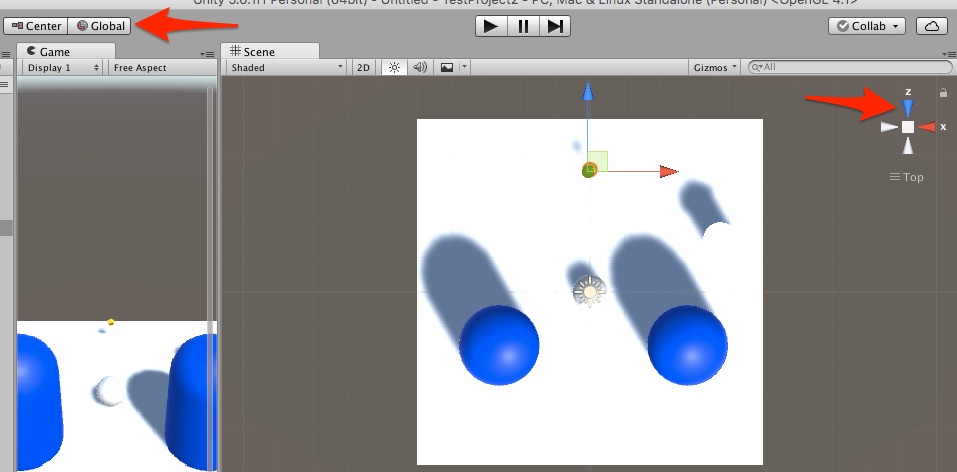 Unity 5.6.1f1 Personal (64bit) - Untitled - TestProject2 - PC, Mac & Linux Standalone (Personal) <OpenGL 4.1>
Center Global Collab
Game Scene
Display 1 Free Aspect Shaded 2D Gizmos All
z
x
Top